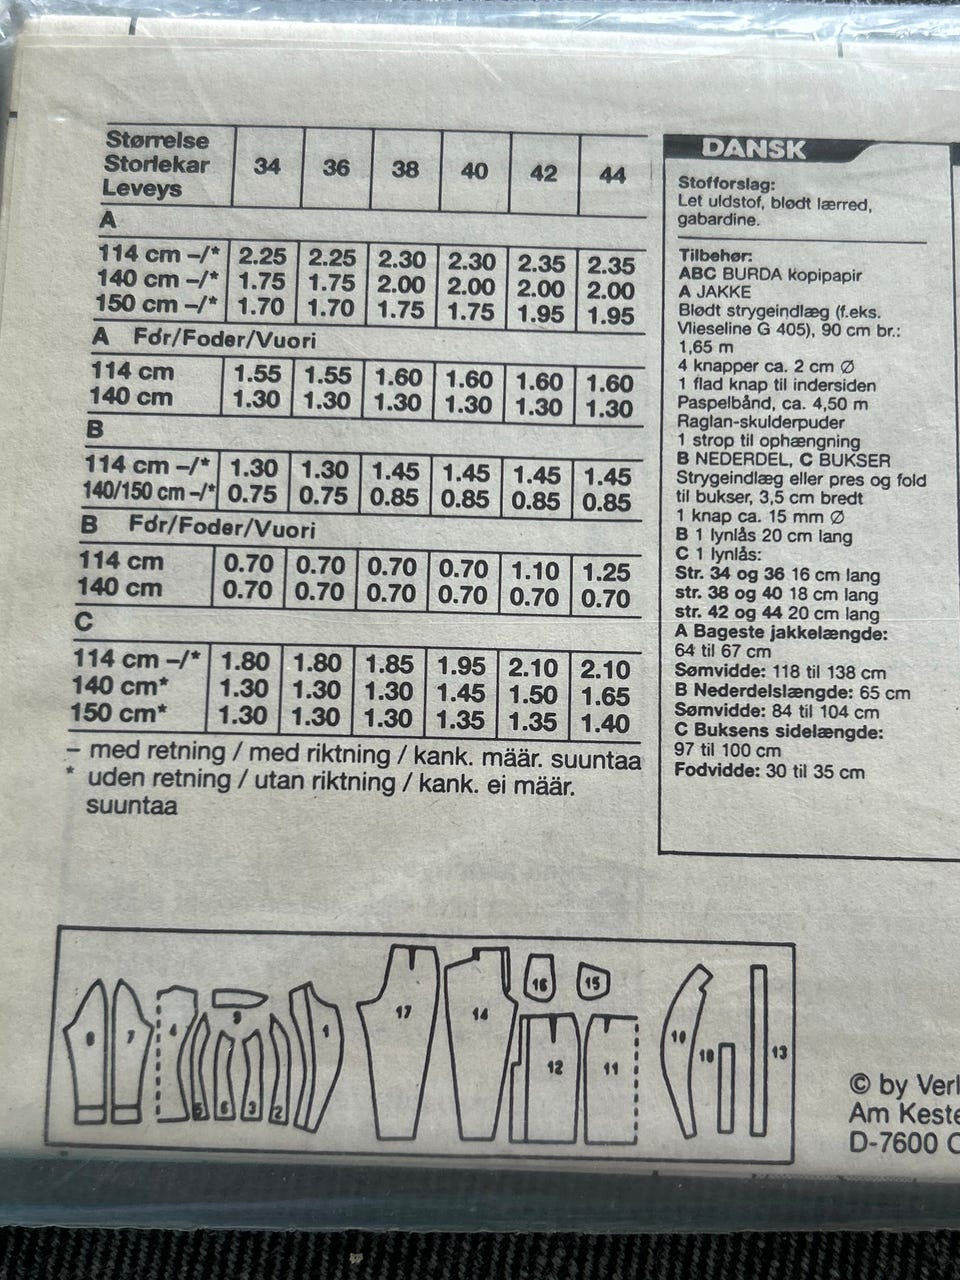 Størrelse
Storlekar
Leveys
34 36 38 40 42 44
A
114 cm –/* 2.25 2.25 2.30 2.30 2.35 2.35
140 cm –/* 1.75 1.75 2.00 2.00 2.00 2.00
150 cm –/* 1.70 1.70 1.75 1.75 1.95 1.95
A Fór/Foder/Vuori
114 cm 1.55 1.55 1.60 1.60 1.60 1.60
140 cm 1.30 1.30 1.30 1.30 1.30 1.30
B
114 cm –/* 1.30 1.30 1.45 1.45 1.45 1.45
140/150 cm –/* 0.75 0.75 0.85 0.85 0.85 0.85
B Fór/Foder/Vuori
114 cm 0.70 0.70 0.70 0.70 1.10 1.25
140 cm 0.70 0.70 0.70 0.70 0.70 0.70
C
114 cm –/* 1.80 1.80 1.85 1.95 2.10 2.10
140 cm* 1.30 1.30 1.30 1.45 1.50 1.65
150 cm* 1.30 1.30 1.30 1.35 1.35 1.40
– med retning / med riktning / kank. määr. suuntaa
* uden retning / utan riktning / kank. ei määr.
suuntaa
DANSK
Stofforslag:
Let uldstof, blødt lærred,
gabardine.
Tilbehør:
ABC BURDA kopipapir
A JAKKE
Blødt strygeindlæg (f.eks.
Vlieseline G 405), 90 cm br.:
1,65 m
4 knapper ca. 2 cm Ø
1 flad knap til indersiden
Paspelbånd, ca. 4,50 m
Raglan-skulderpuder
1 strop til ophængning
B NEDERDEL, C BUKSER
Strygeindlæg eller pres og fold
til bukser, 3,5 cm bredt
1 knap ca. 15 mm Ø
B 1 lynlås 20 cm lang
C 1 lynlås:
Str. 34 og 36 16 cm lang
str. 38 og 40 18 cm lang
str. 42 og 44 20 cm lang
A Bageste jakkelængde:
64 til 67 cm
Sømvidde: 118 til 138 cm
B Nederdelslængde: 65 cm
Sømvidde: 84 til 104 cm
C Buksens sidelængde:
97 til 100 cm
Fodvidde: 30 til 35 cm
7 4 9 1 17 14 16 15 12 11 10 18 13
5 6 3 2
© by Verl
Am Keste
D-7600 O